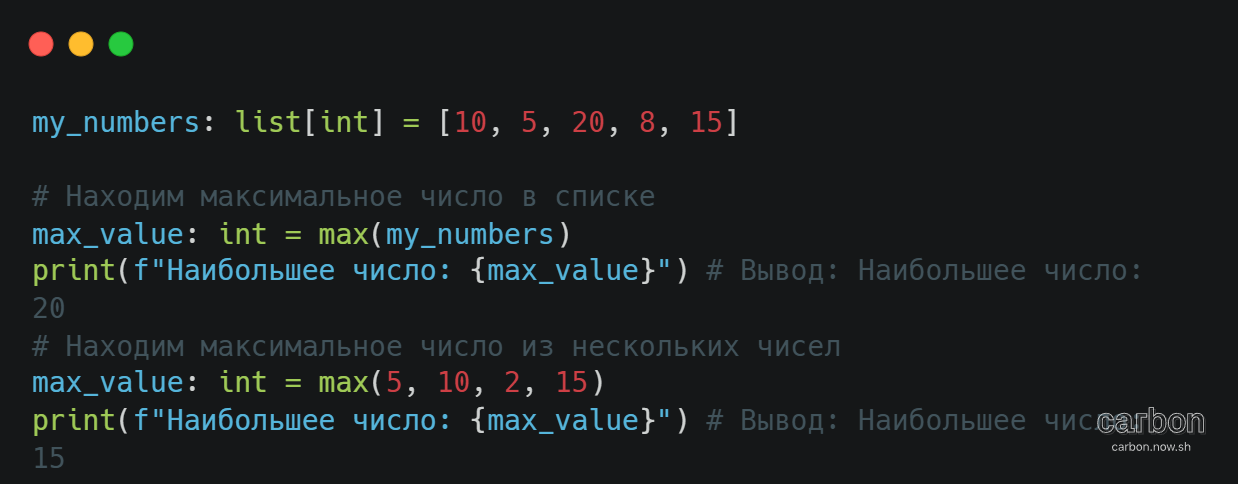 my_numbers: list[int] = [10, 5, 20, 8, 15]
# Находим максимальное число в списке
max_value: int = max(my_numbers)
print(f"Наибольшее число: {max_value}") # Вывод: Наибольшее число:
20
# Находим максимальное число из нескольких чисел
max_value: int = max(5, 10, 2, 15)
print(f"Наибольшее число: {max_value}") # Вывод: Наибольшее
15
carbon
carbon.now.sh